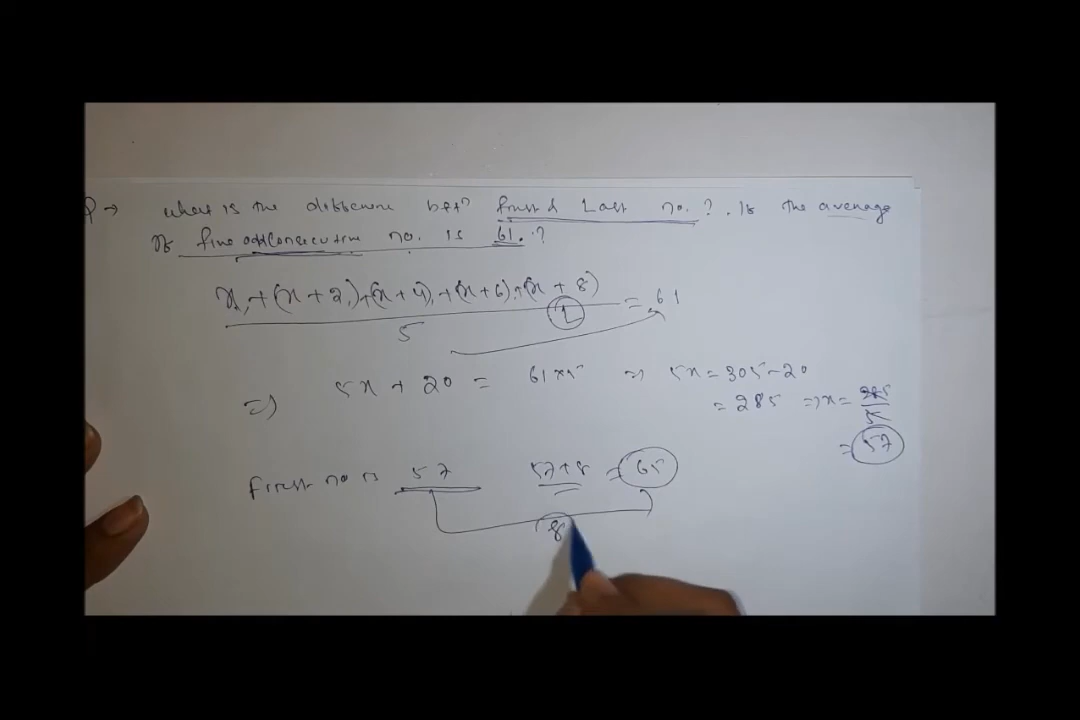 Q → what is the difference betn first & Last no. ? . If the average
of five odd consecutive no. is 61. ?
x + (x + 2) + (x + 4) + (x + 6) + (x + 8) = 61
5
L
⇒ 5x + 20 = 61 × 5 ⇒ 5x = 305 - 20
= 285 ⇒ x = 285
5
= 57
First no is 57 57 + 8 = 65
8